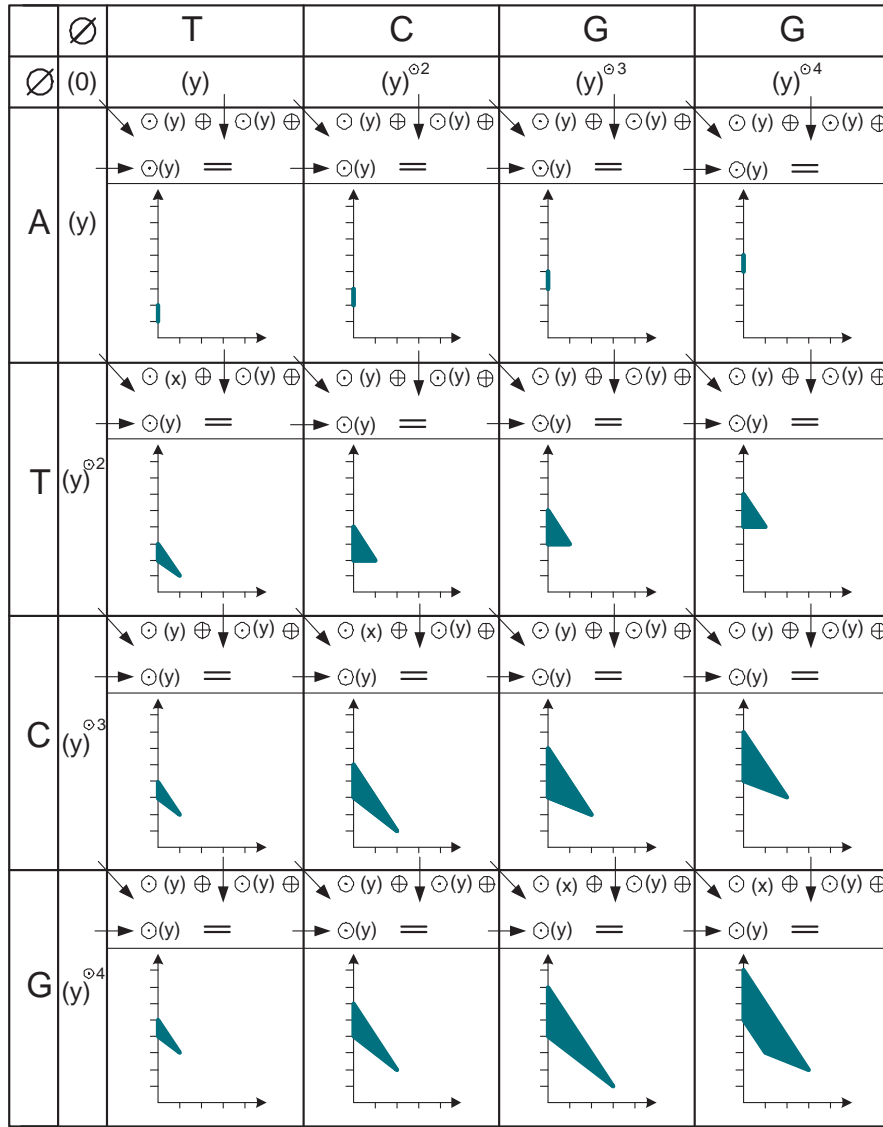 ∅ T C G G
∅ (0) (y) (y)^⊙2 (y)^⊙3 (y)^⊙4
⊙ (y) ⊕ ⊙(y) ⊕ ⊙ (y) ⊕ ⊙(y) ⊕ ⊙ (y) ⊕ ⊙(y) ⊕ ⊙ (y) ⊕ ⊙(y) ⊕
⊙(y) = ⊙(y) = ⊙(y) = ⊙(y) =
A (y)
⊙ (x) ⊕ ⊙(y) ⊕ ⊙ (y) ⊕ ⊙(y) ⊕ ⊙ (y) ⊕ ⊙(y) ⊕ ⊙ (y) ⊕ ⊙(y) ⊕
⊙(y) = ⊙(y) = ⊙(y) = ⊙(y) =
T (y)^⊙2
⊙ (y) ⊕ ⊙(y) ⊕ ⊙ (x) ⊕ ⊙(y) ⊕ ⊙ (y) ⊕ ⊙(y) ⊕ ⊙ (y) ⊕ ⊙(y) ⊕
⊙(y) = ⊙(y) = ⊙(y) = ⊙(y) =
C (y)^⊙3
⊙ (y) ⊕ ⊙(y) ⊕ ⊙ (y) ⊕ ⊙(y) ⊕ ⊙ (x) ⊕ ⊙(y) ⊕ ⊙ (x) ⊕ ⊙(y) ⊕
⊙(y) = ⊙(y) = ⊙(y) = ⊙(y) =
G (y)^⊙4